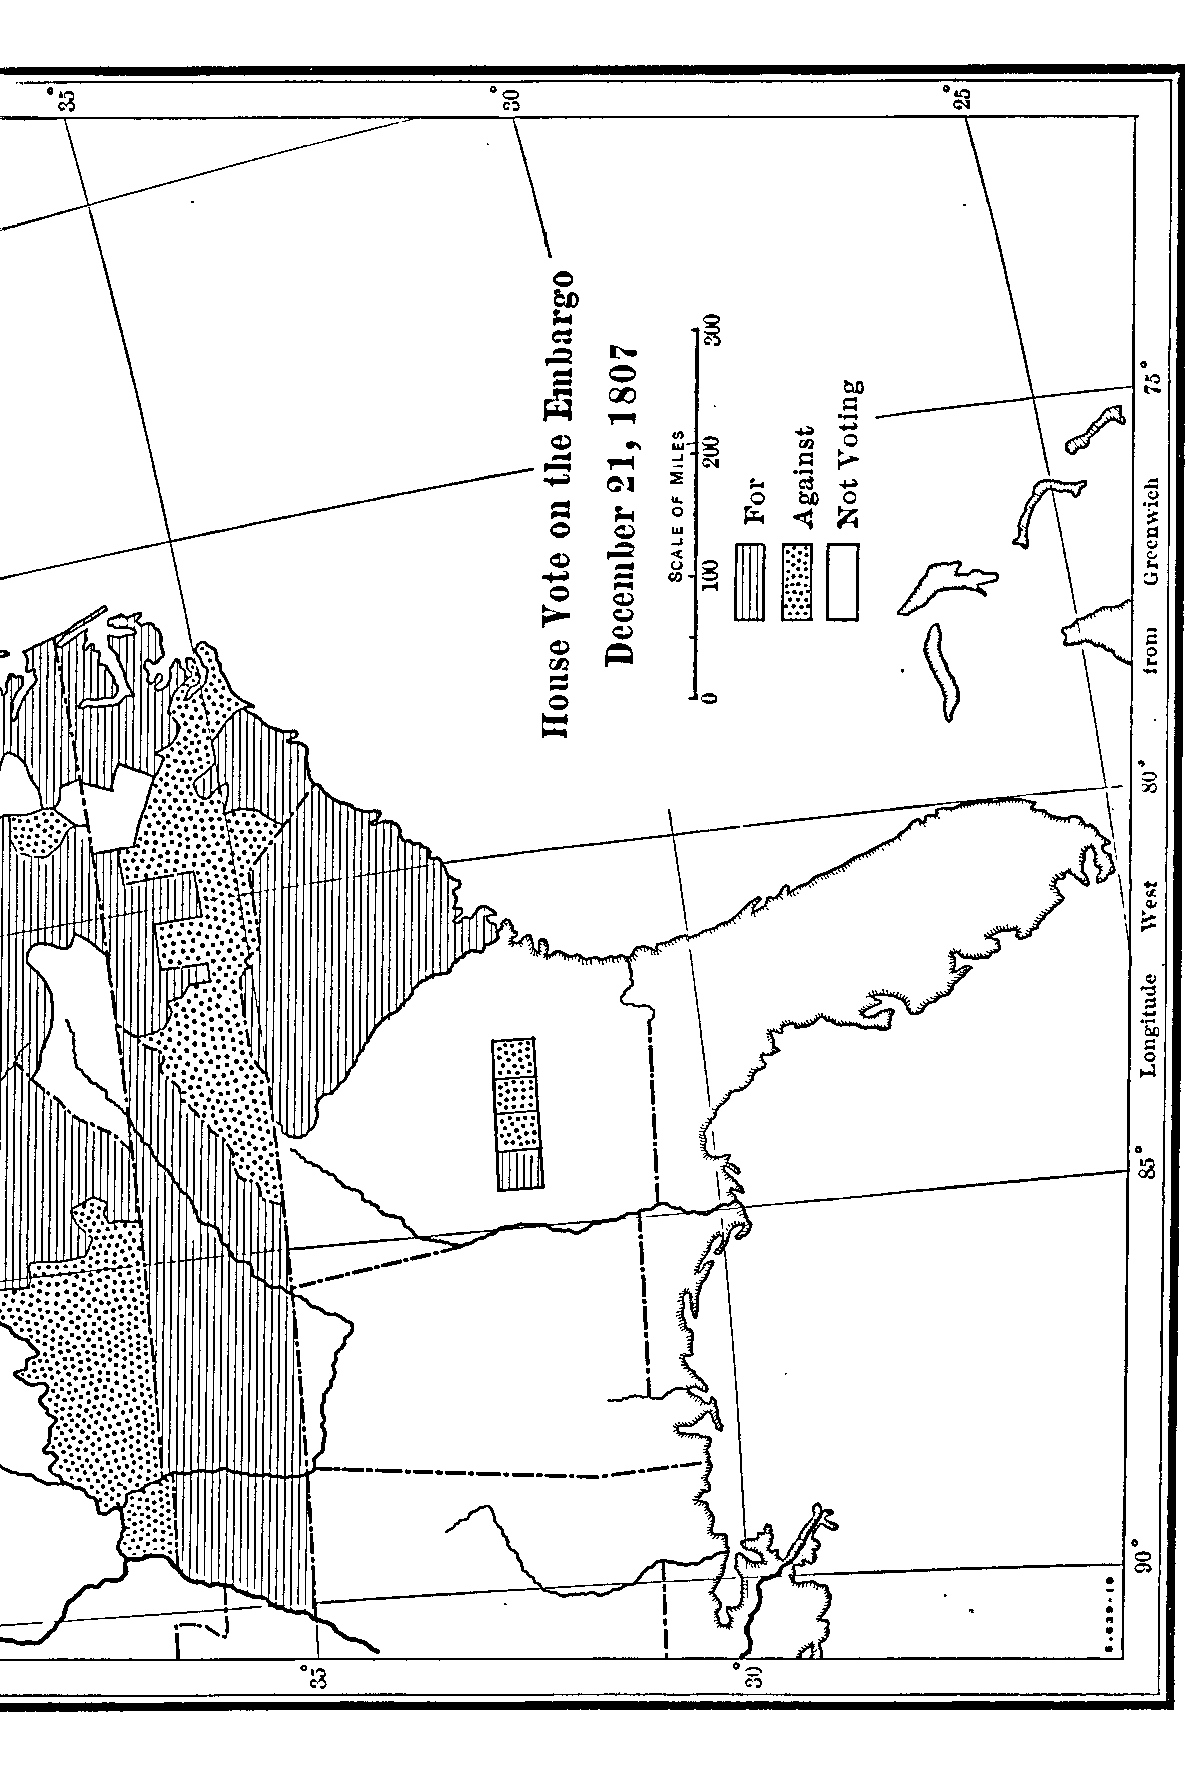 House Vote on the Embargo
December 21, 1807
SCALE OF MILES
0 100 200 300
For
Against
Not Voting
35°
30°
25°
75°
80°
85°
90°
35°
30°
Longitude West from Greenwich